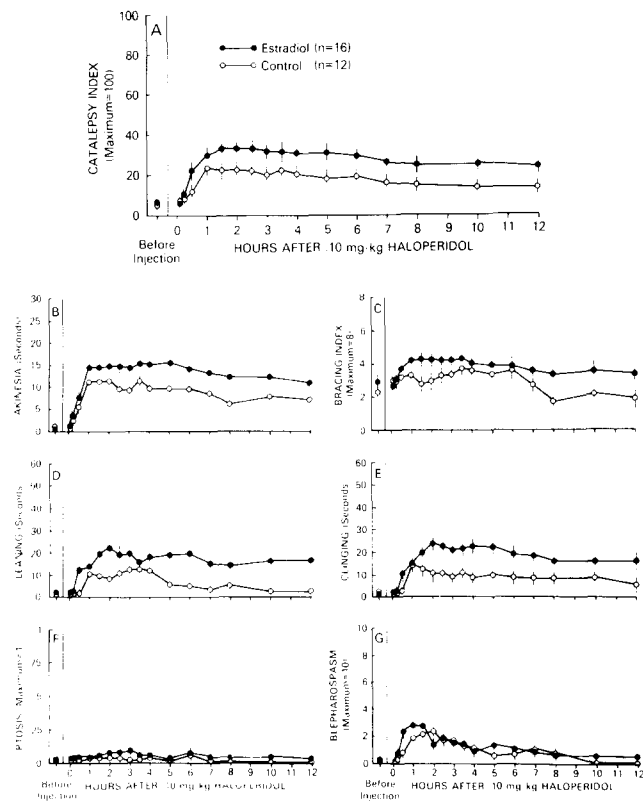 A
Estradiol (n=16)
Control (n=12)
CATALEPSY INDEX
(Maximum=100)
100
80
60
40
20
0
Before
Injection
0 1 2 3 4 5 6 7 8 9 10 11 12
HOURS AFTER .10 mg·kg HALOPERIDOL
B
AKINESIA (Seconds)
30
25
20
15
10
5
0
C
BRACING INDEX
(Maximum=8)
8
6
4
2
0
D
LEANING (Seconds)
60
50
40
30
20
10
0
E
CLINGING (Seconds
60
50
40
30
20
10
0
F
PTOSIS Maximum=1
1
75
5
25
0
Before
Injection
0 1 2 3 4 5 6 7 8 9 10 11 12
HOURS AFTER .10 mg·kg HALOPERIDOL
G
BLEPHAROSPASM
(Maximum=10)
10
8
6
4
2
0
Before
Injection
0 1 2 3 4 5 6 7 8 9 10 11 12
HOURS AFTER 10 mg·kg HALOPERIDOL